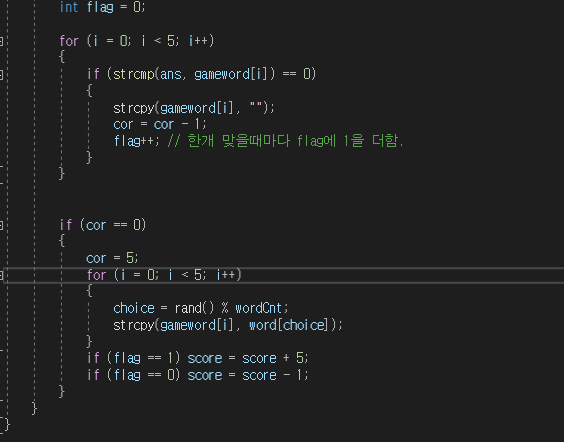 int flag = 0;
for (i = 0; i < 5; i++)
{
if (strcmp(ans, gameword[i]) == 0)
{
strcpy(gameword[i], "");
cor = cor - 1;
flag++; // 한개 맞을때마다 flag에 1을 더함.
}
}
if (cor == 0)
{
cor = 5;
for (i = 0; i < 5; i++)
{
choice = rand() % wordCnt;
strcpy(gameword[i], word[choice]);
}
if (flag == 1) score = score + 5;
if (flag == 0) score = score - 1;
}
}
}